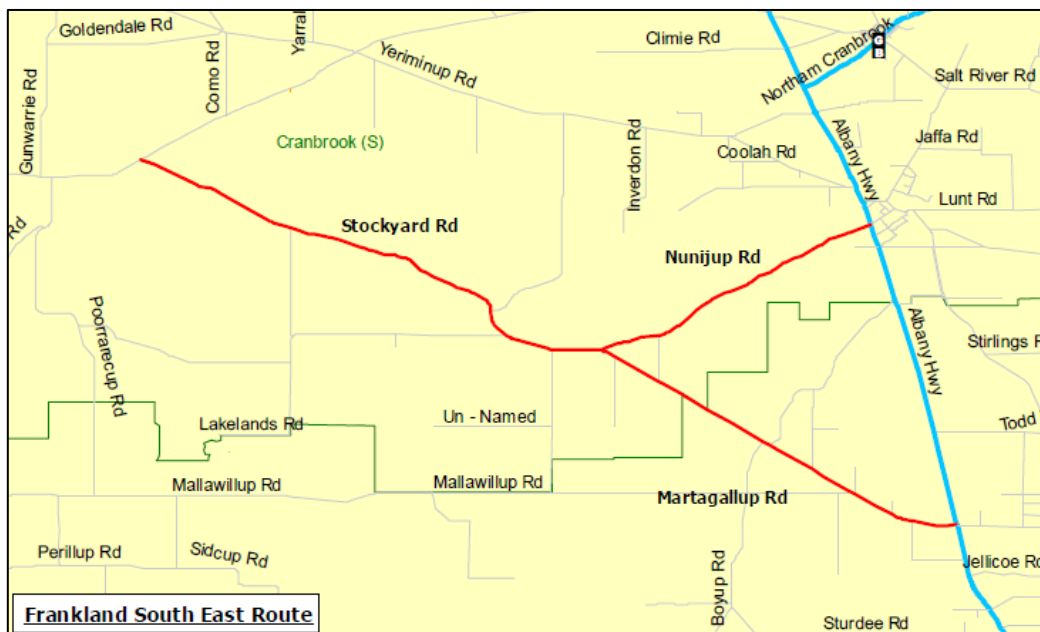 Goldendale Rd
Yarral
Climie Rd
Northam Cranbrook
Yeriminup Rd
Como Rd
Gunwarrie Rd
Salt River Rd
Cranbrook (S)
Inverdon Rd
Coolah Rd
Albany Hwy
Jaffa Rd
Lunt Rd
Rd
Stockyard Rd
Nunijup Rd
Poorrarecup Rd
Albany Hwy
Stirlings R
Lakelands Rd
Un - Named
Todd
Mallawillup Rd
Mallawillup Rd
Martagallup Rd
Perillup Rd
Sidcup Rd
Boyup Rd
Jellicoe Rd
Frankland South East Route
Sturdee Rd